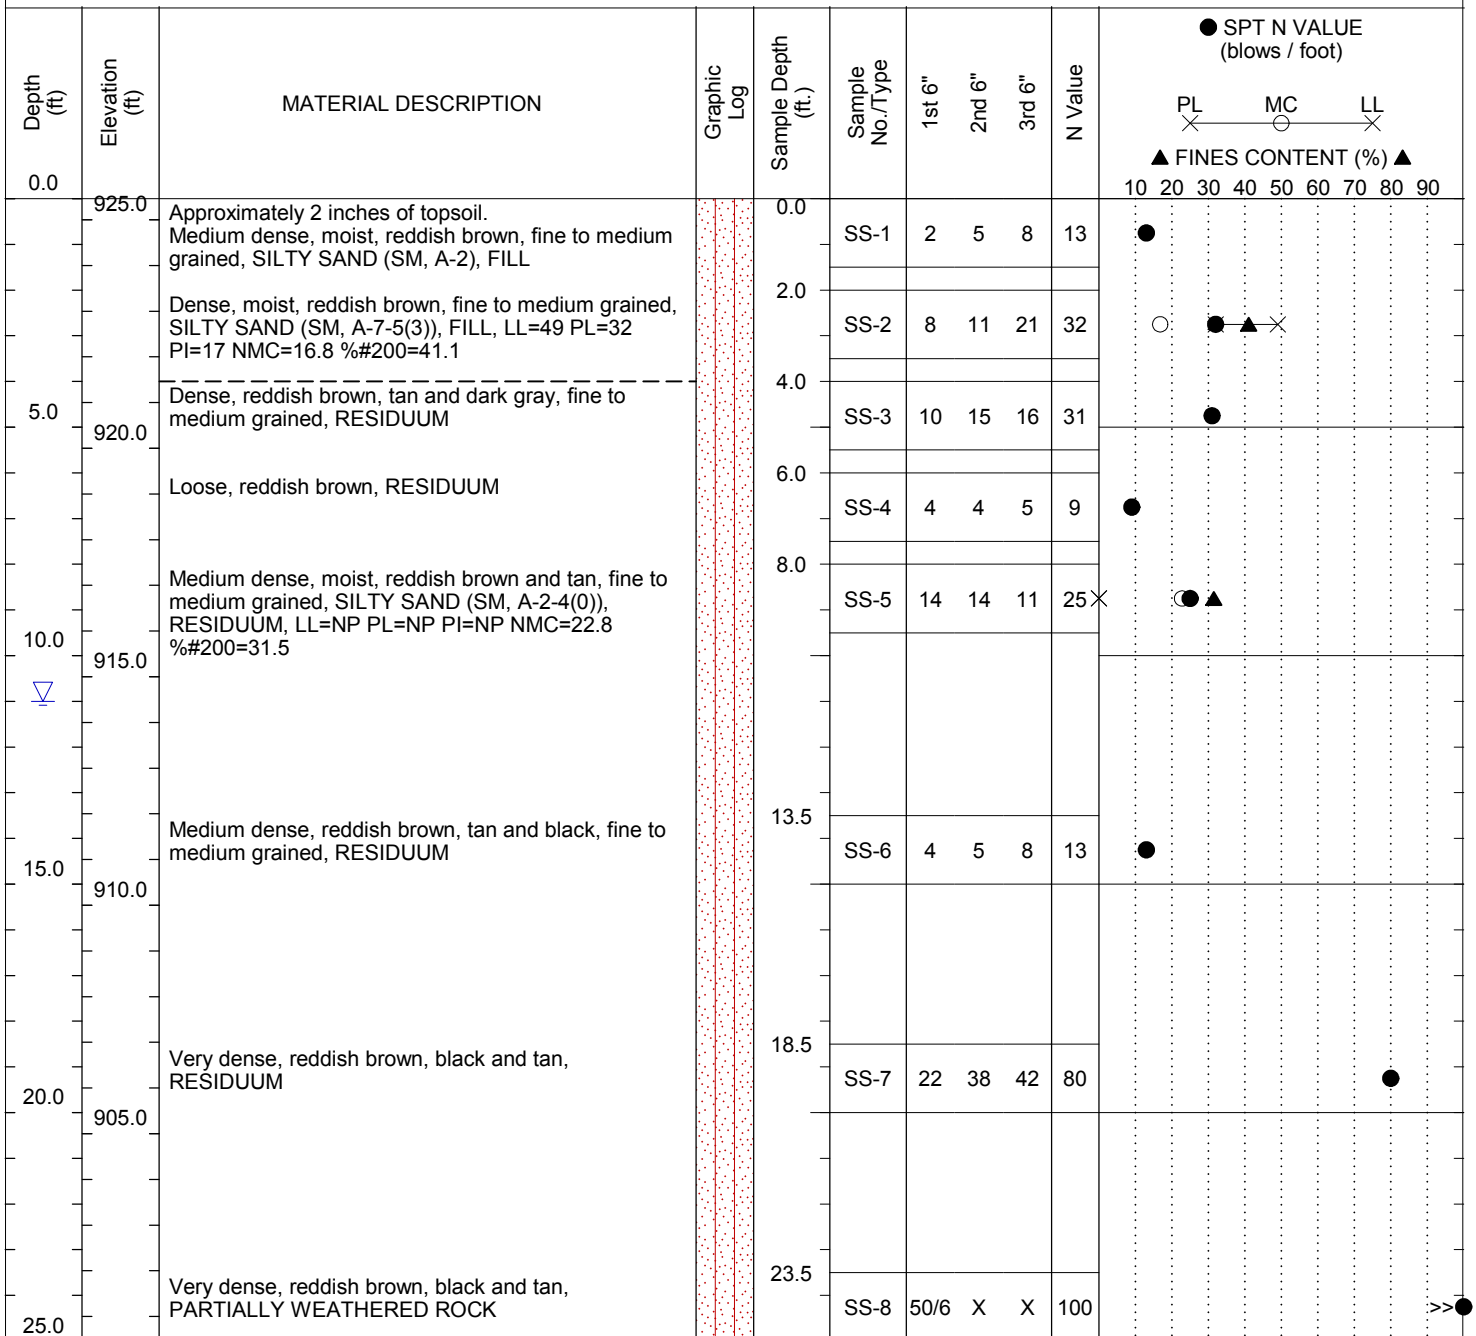 SPT N VALUE
(blows / foot)
Depth
(ft)
Elevation
(ft)
MATERIAL DESCRIPTION
Graphic
Log
Sample Depth
(ft.)
Sample
No./Type
1st 6"
2nd 6"
3rd 6"
N Value
PL MC LL
FINES CONTENT (%)
0.0
10 20 30 40 50 60 70 80 90
925.0
Approximately 2 inches of topsoil.
Medium dense, moist, reddish brown, fine to medium
grained, SILTY SAND (SM, A-2), FILL
0.0
SS-1 2 5 8 13
Dense, moist, reddish brown, fine to medium grained,
SILTY SAND (SM, A-7-5(3)), FILL, LL=49 PL=32
PI=17 NMC=16.8 %#200=41.1
2.0
SS-2 8 11 21 32
5.0
920.0
Dense, reddish brown, tan and dark gray, fine to
medium grained, RESIDUUM
4.0
SS-3 10 15 16 31
Loose, reddish brown, RESIDUUM
6.0
SS-4 4 4 5 9
Medium dense, moist, reddish brown and tan, fine to
medium grained, SILTY SAND (SM, A-2-4(0)),
RESIDUUM, LL=NP PL=NP PI=NP NMC=22.8
%#200=31.5
8.0
SS-5 14 14 11 25
10.0
915.0
Medium dense, reddish brown, tan and black, fine to
medium grained, RESIDUUM
13.5
SS-6 4 5 8 13
15.0
910.0
Very dense, reddish brown, black and tan,
RESIDUUM
18.5
SS-7 22 38 42 80
20.0
905.0
Very dense, reddish brown, black and tan,
PARTIALLY WEATHERED ROCK
23.5
SS-8 50/6 X X 100 >>
25.0